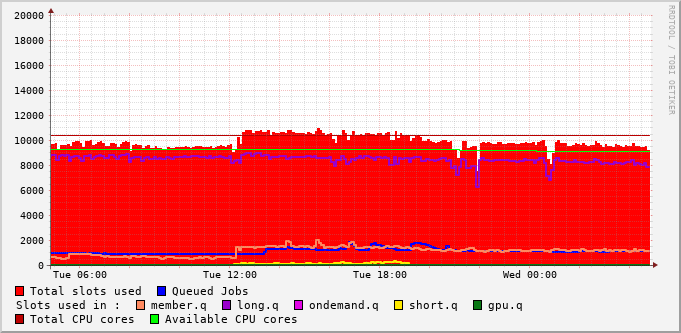 RRDTOOL / TOBI OETIKER
20000
18000
16000
14000
12000
10000
8000
6000
4000
2000
0
Tue 06:00 Tue 12:00 Tue 18:00 Wed 00:00
Total slots used Queued Jobs
Slots used in : member.q long.q ondemand.q short.q gpu.q
Total CPU cores Available CPU cores